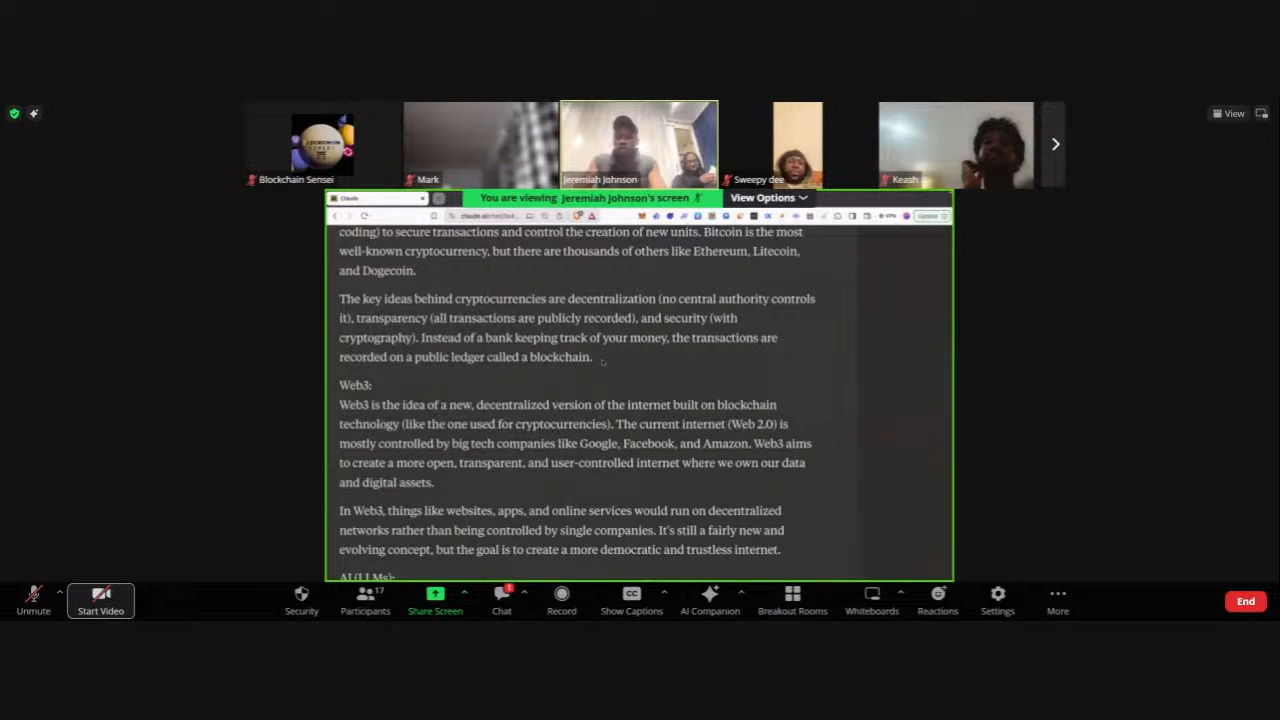 View
Blockchain Sensei
Mark
Jeremiah Johnson
Sweepy dee
Keash
Claude
You are viewing Jeremiah Johnson's screen
View Options
coding) to secure transactions and control the creation of new units. Bitcoin is the most
well-known cryptocurrency, but there are thousands of others like Ethereum, Litecoin,
and Dogecoin.
The key ideas behind cryptocurrencies are decentralization (no central authority controls
it), transparency (all transactions are publicly recorded), and security (with
cryptography). Instead of a bank keeping track of your money, the transactions are
recorded on a public ledger called a blockchain.
Web3:
Web3 is the idea of a new, decentralized version of the internet built on blockchain
technology (like the one used for cryptocurrencies). The current internet (Web 2.0) is
mostly controlled by big tech companies like Google, Facebook, and Amazon. Web3 aims
to create a more open, transparent, and user-controlled internet where we own our data
and digital assets.
In Web3, things like websites, apps, and online services would run on decentralized
networks rather than being controlled by single companies. It's still a fairly new and
evolving concept, but the goal is to create a more democratic and trustless internet.
AI (LLMs):
17
1
CC
Unmute
Start Video
Security
Participants
Share Screen
Chat
Record
Show Captions
AI Companion
Breakout Rooms
Whiteboards
Reactions
Settings
More
End